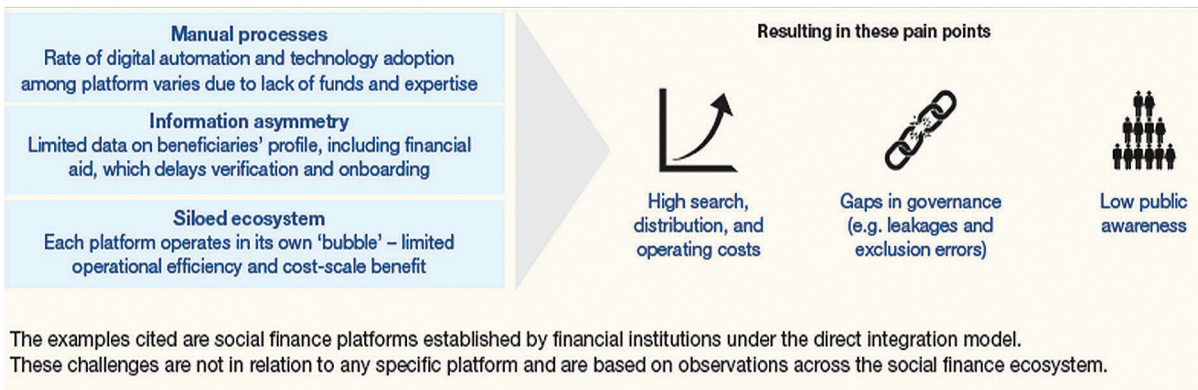 Manual processes
Rate of digital automation and technology adoption
among platform varies due to lack of funds and expertise
Information asymmetry
Limited data on beneficiaries' profile, including financial
aid, which delays verification and onboarding
Siloed ecosystem
Each platform operates in its own 'bubble' – limited
operational efficiency and cost-scale benefit
Resulting in these pain points
High search,
distribution, and
operating costs
Gaps in governance
(e.g. leakages and
exclusion errors)
Low public
awareness
The examples cited are social finance platforms established by financial institutions under the direct integration model.
These challenges are not in relation to any specific platform and are based on observations across the social finance ecosystem.